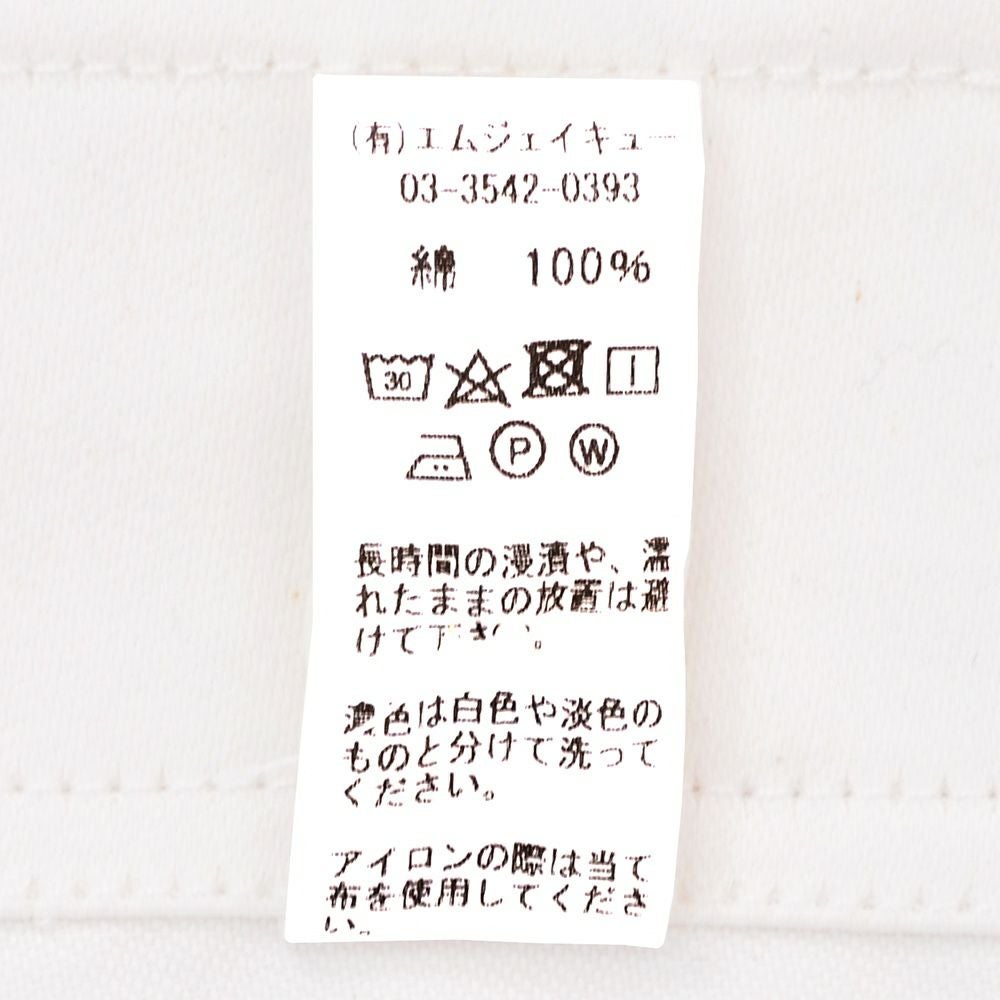 (有)エムジェイキュー
03-3542-0393
綿 100%
30
P W
長時間の浸漬や、濡
れたままの放置は避
けて下さい。
濃色は白色や淡色の
ものと分けて洗って
ください。
アイロンの際は当て
布を使用してくださ
い。